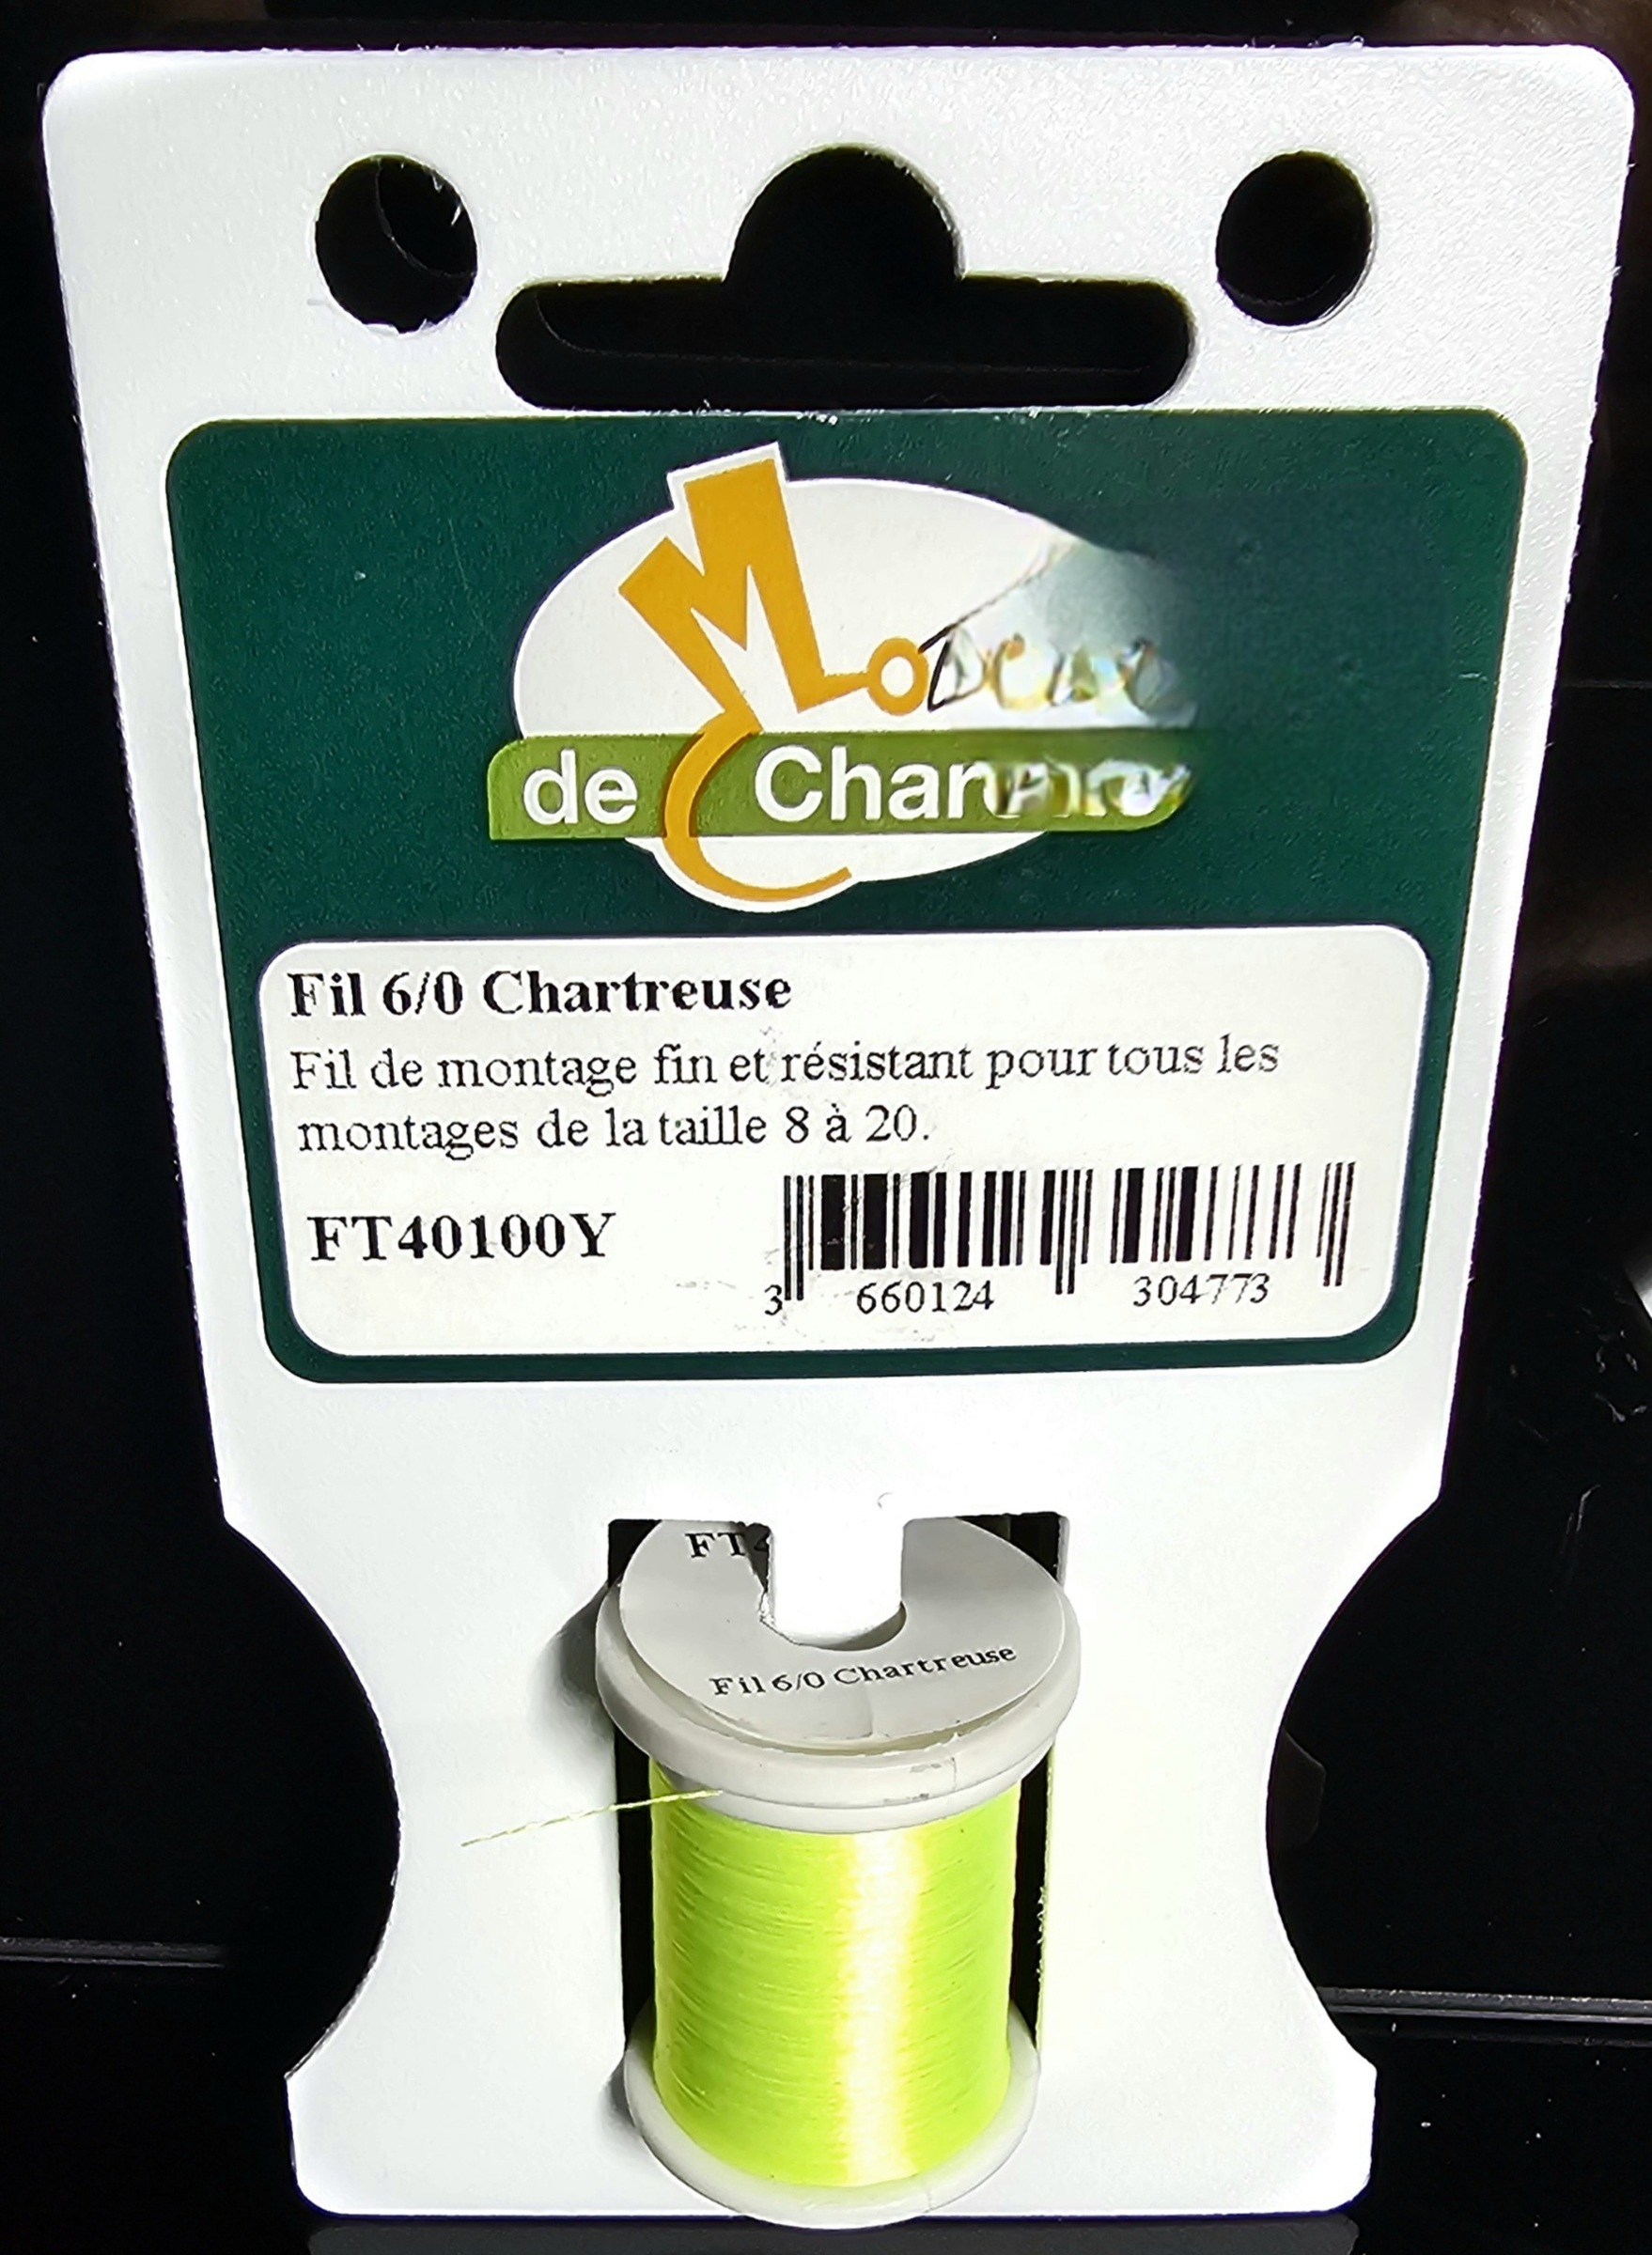 de
Fil 6/0 Chartreuse
Fil de montage fin et résistant pour tous les
montages de la taille 8 à 20.
FT40100Y
3 660124 304773
Fil 6/0 Chartreuse